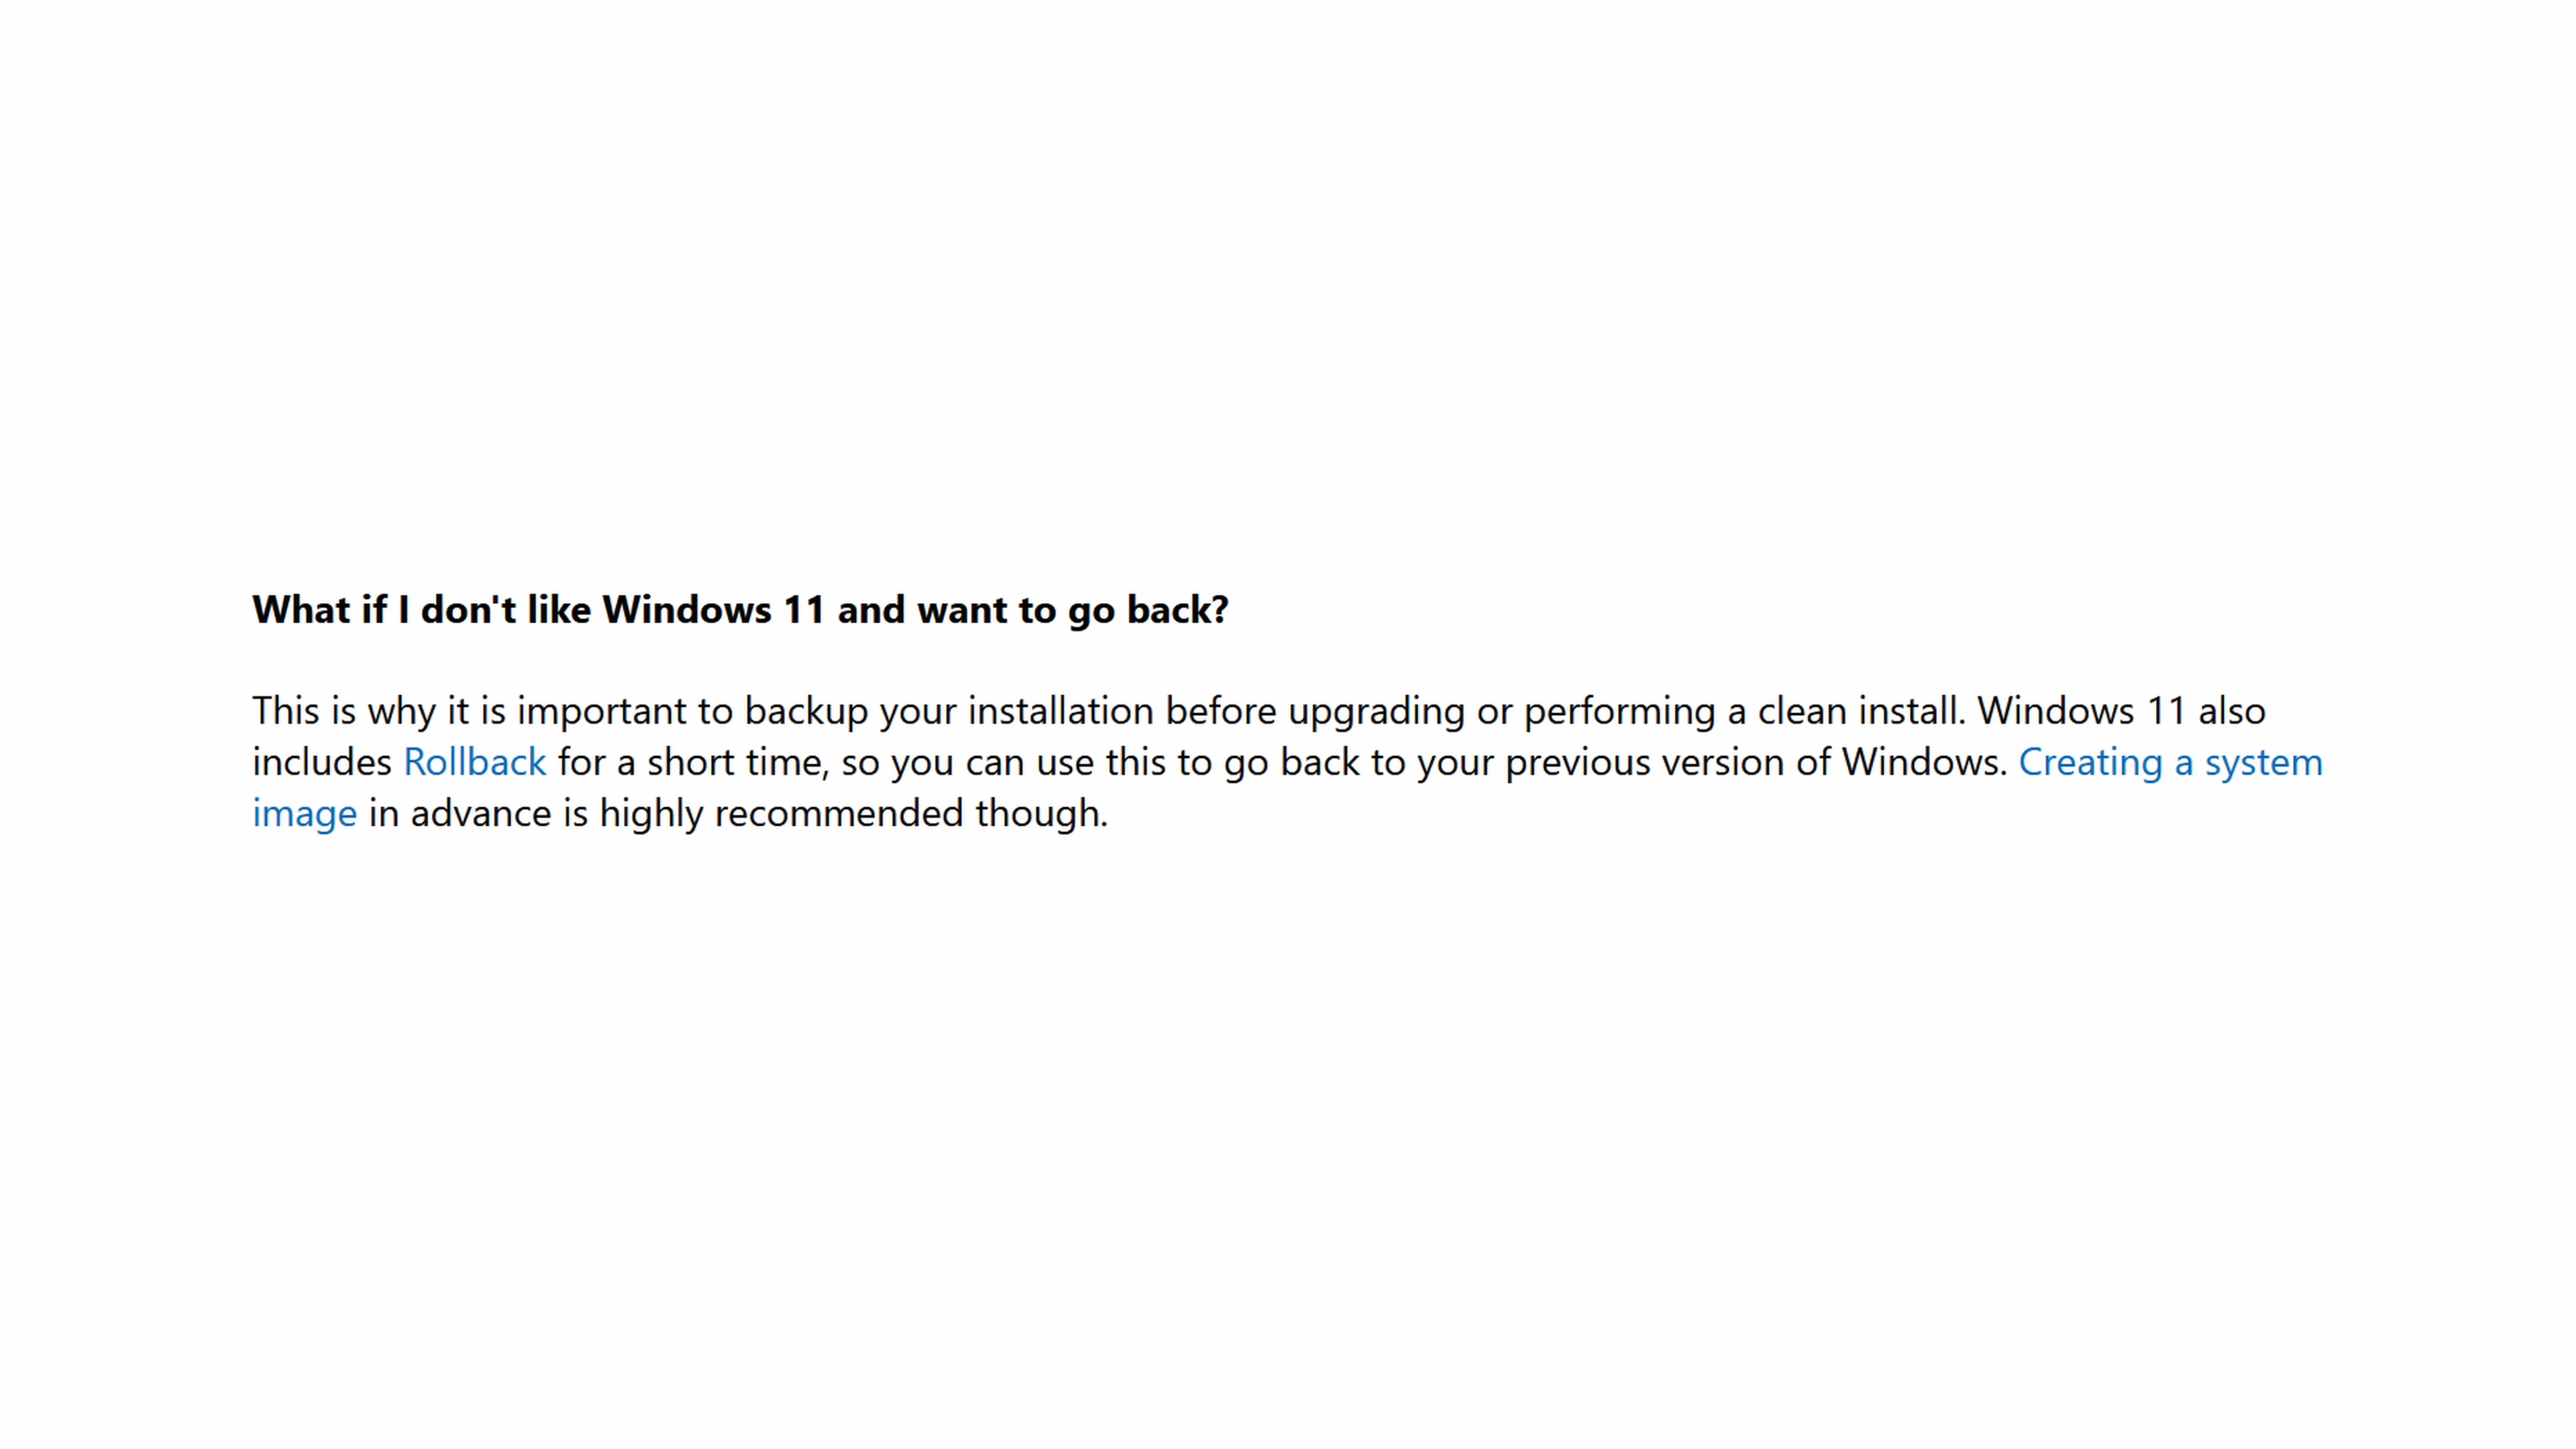 What if I don't like Windows 11 and want to go back?
This is why it is important to backup your installation before upgrading or performing a clean install. Windows 11 also
includes Rollback for a short time, so you can use this to go back to your previous version of Windows. Creating a system
image in advance is highly recommended though.